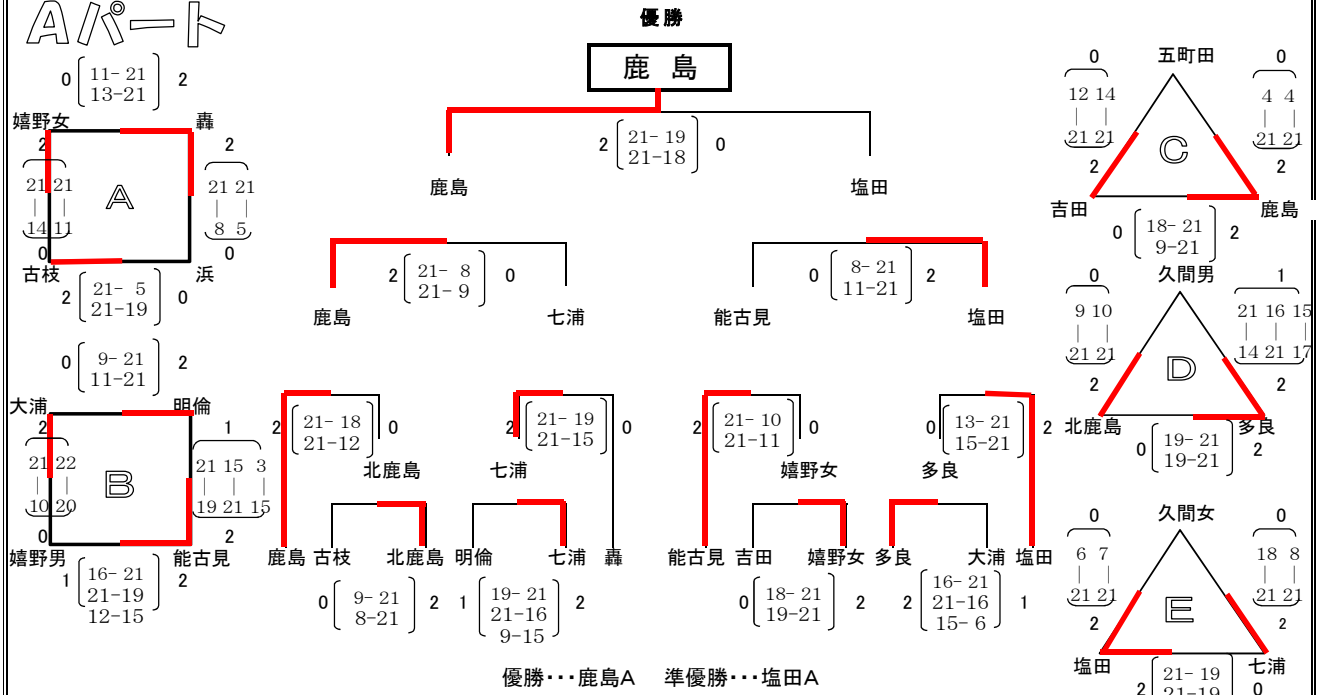 Aパート
優勝
鹿 島
0 11-21 2
13-21
嬉野女 轟
2 2
21 21
| |
14 11
A
21 21
| |
8 5
0 0
古枝 浜
2 21- 5 0
21-19
2 21-19 0
21-18
鹿島 塩田
2 21- 8 0
21- 9
鹿島 七浦
0 8-21 2
11-21
能古見 塩田
0 五町田 0
12 14
| |
21 21
C
4 4
| |
21 21
2 2
吉田 鹿島
0 18-21 2
9-21
0 久間男 1
9 10
| |
21 21
D
21 16 15
| | |
14 21 17
2 2
北鹿島 多良
0 19-21 2
19-21
0 9-21 2
11-21
大浦 明倫
2 1
21 22
| |
10 20
B
21 15 3
| | |
19 21 15
0 2
嬉野男 能古見
1 16-21 2
21-19
12-15
2 21-18 0
21-12
北鹿島
2 21-19 0
21-15
七浦
2 21-10 0
21-11
嬉野女
0 13-21 2
15-21
多良
鹿島 古枝 北鹿島 明倫 七浦 轟 能古見 吉田 嬉野女 多良 大浦 塩田
0 9-21 2
8-21
1 19-21 2
21-16
9-15
0 18-21 2
19-21
2 16-21 1
21-16
15- 6
0 久間女 0
6 7
| |
21 21
E
18 8
| |
21 21
2 2
塩田 七浦
2 21-19 0
21-19
優勝･･･鹿島A 準優勝･･･塩田A